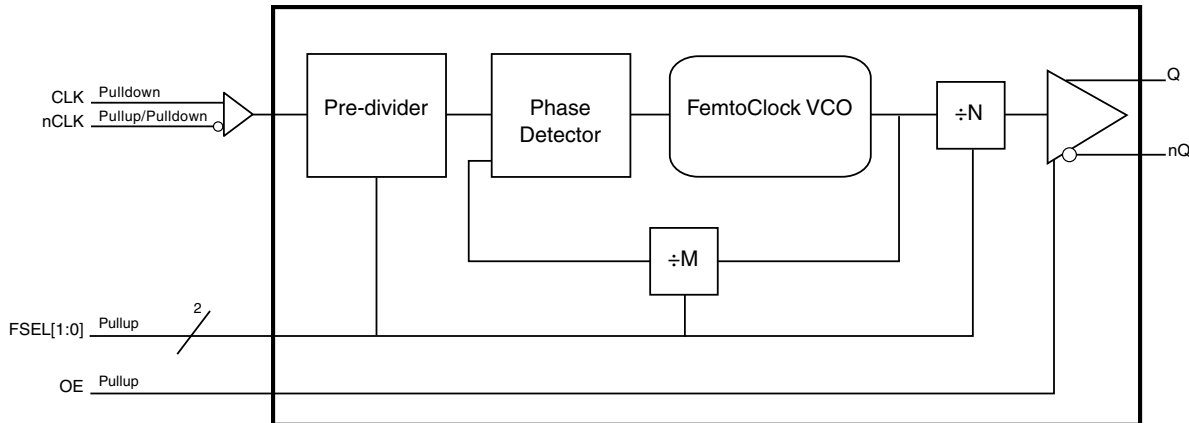 CLK Pulldown
nCLK Pullup/Pulldown
Pre-divider
Phase
Detector
FemtoClock VCO
÷N
Q
nQ
÷M
FSEL[1:0] Pullup 2
OE Pullup